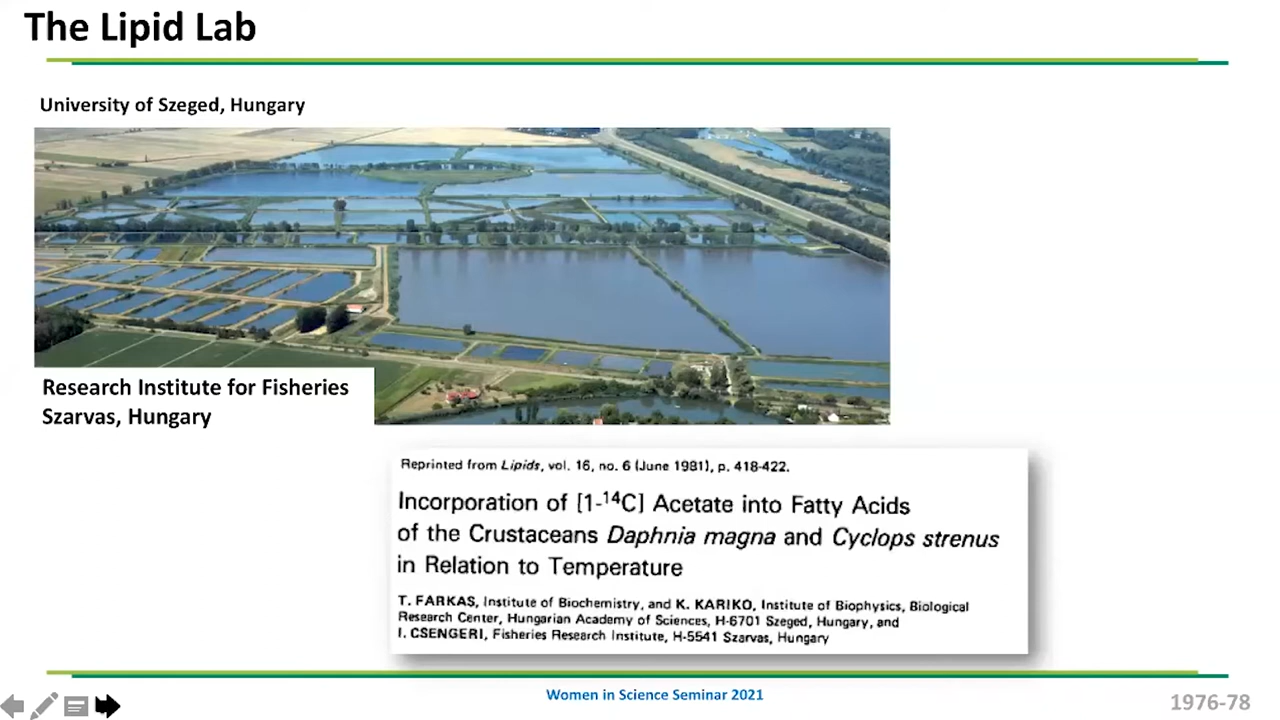 The Lipid Lab
University of Szeged, Hungary
Research Institute for Fisheries
Szarvas, Hungary
Reprinted from Lipids, vol. 16, no. 6 (June 1981), p. 418-422.
Incorporation of [1-¹⁴C] Acetate into Fatty Acids
of the Crustaceans Daphnia magna and Cyclops strenus
in Relation to Temperature
T. FARKAS, Institute of Biochemistry, and K. KARIKO, Institute of Biophysics, Biological
Research Center, Hungarian Academy of Sciences, H-6701 Szeged, Hungary, and
I. CSENGERI, Fisheries Research Institute, H-5541 Szarvas, Hungary
Women in Science Seminar 2021
1976-78